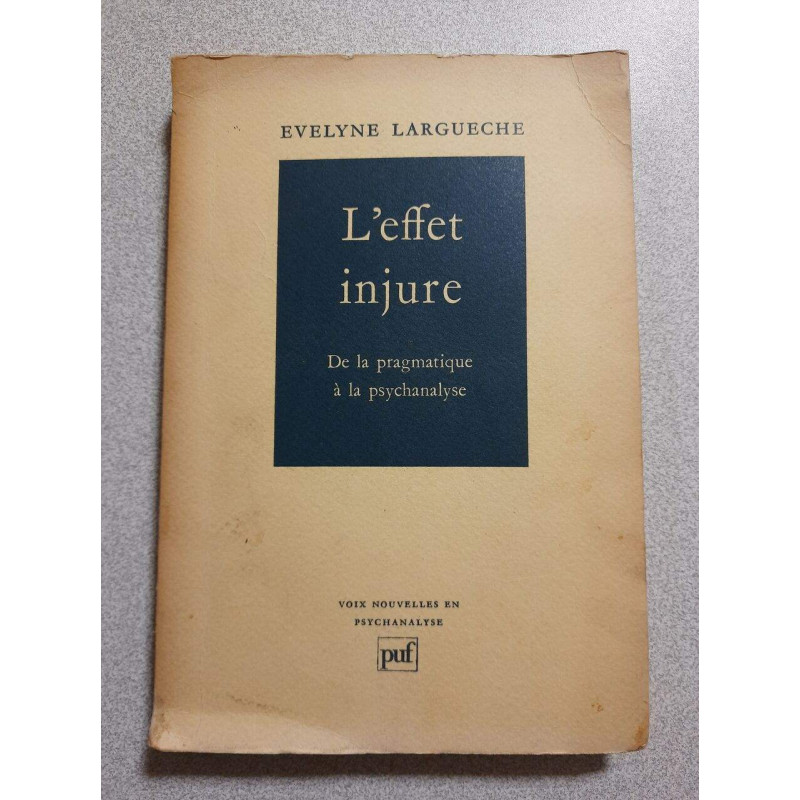 EVELYNE LARGUECHE
L'effet
injure
De la pragmatique
à la psychanalyse
VOIX NOUVELLES EN
PSYCHANALYSE
puf